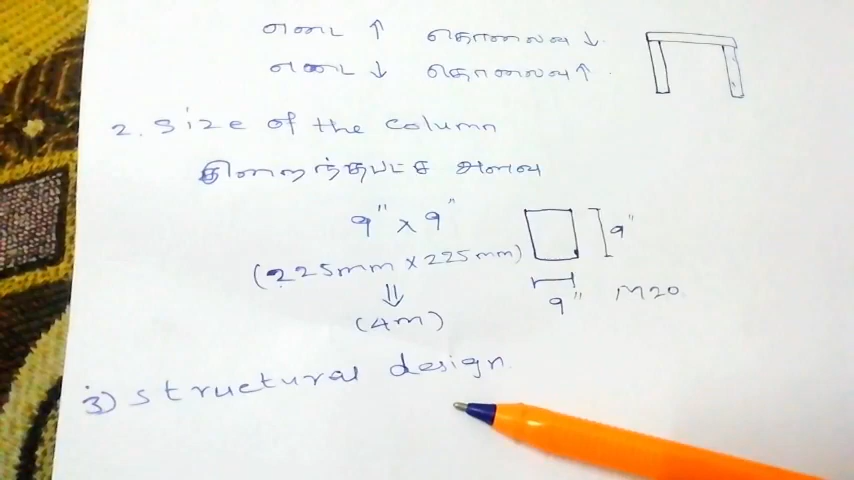 எடை ↑ தொலைவு ↓
எடை ↓ தொலைவு ↑
2. Size of the column
குறைந்தபட்ச அளவு
9" x 9"
9"
(225mm x 225mm)
9" M20
⇓
(4m)
3) structural design